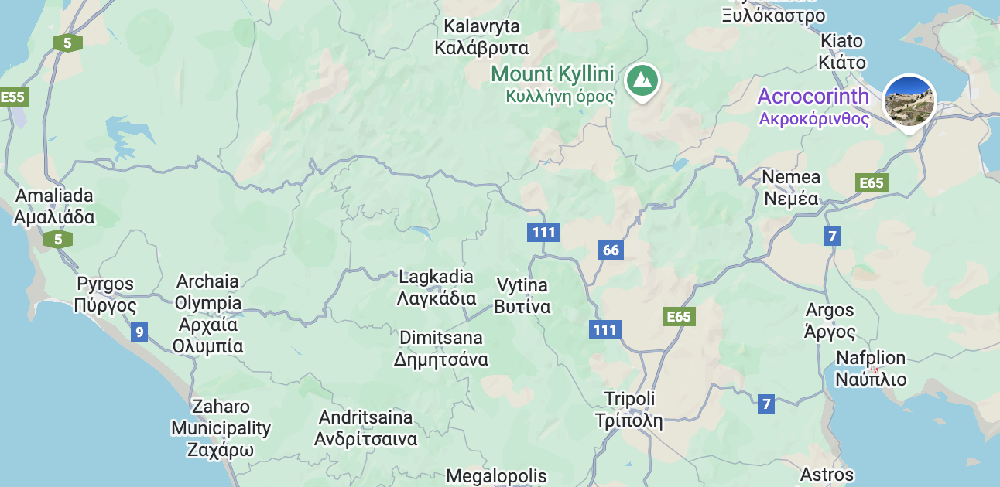 Ξυλόκαστρο
5
Kalavryta
Καλάβρυτα
Kiato
Κιάτο
Mount Kyllini
Κυλλήνη όρος
E55
Acrocorinth
Ακροκόρινθος
Nemea
Νεμέα
E65
Amaliada
Αμαλιάδα
5
111
66
7
Pyrgos
Πύργος
Archaia
Olympia
Αρχαία
Ολυμπία
Lagkadia
Λαγκάδια
Vytina
Βυτίνα
9
111
E65
Argos
Άργος
Dimitsana
Δημητσάνα
Nafplion
Ναύπλιο
Zaharo
Municipality
Ζαχάρω
Andritsaina
Ανδρίτσαινα
Tripoli
Τρίπολη
7
Megalopolis
Astros